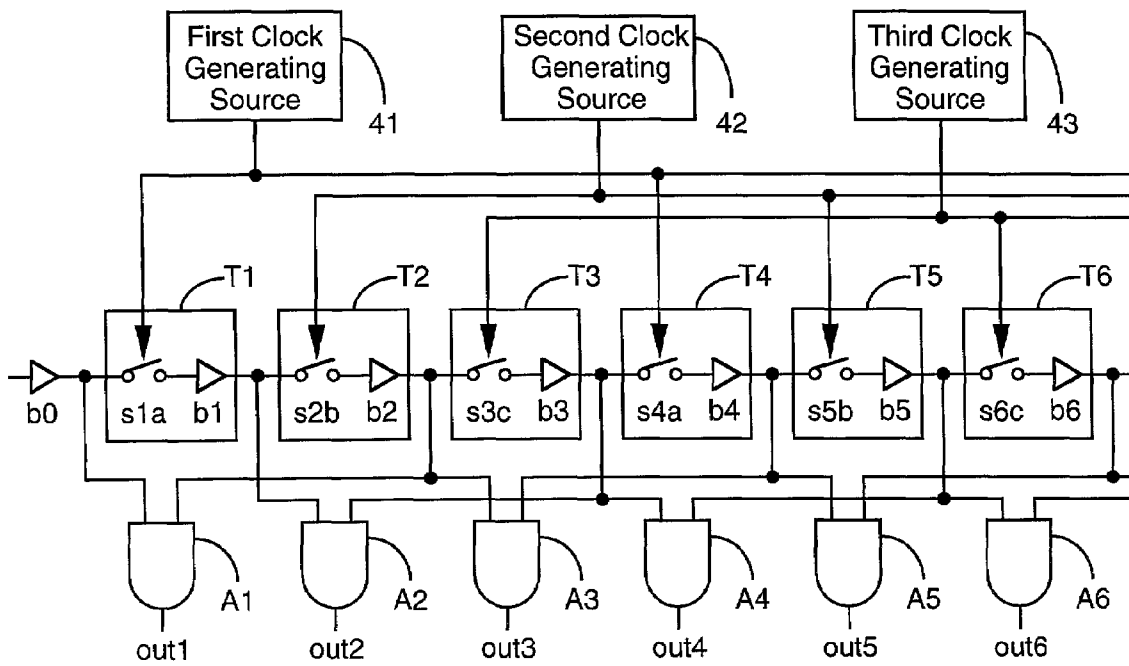 First Clock
Generating
Source
41
Second Clock
Generating
Source
42
Third Clock
Generating
Source
43
T1
T2
T3
T4
T5
T6
b0
s1a
b1
s2b
b2
s3c
b3
s4a
b4
s5b
b5
s6c
b6
A1
A2
A3
A4
A5
A6
out1
out2
out3
out4
out5
out6